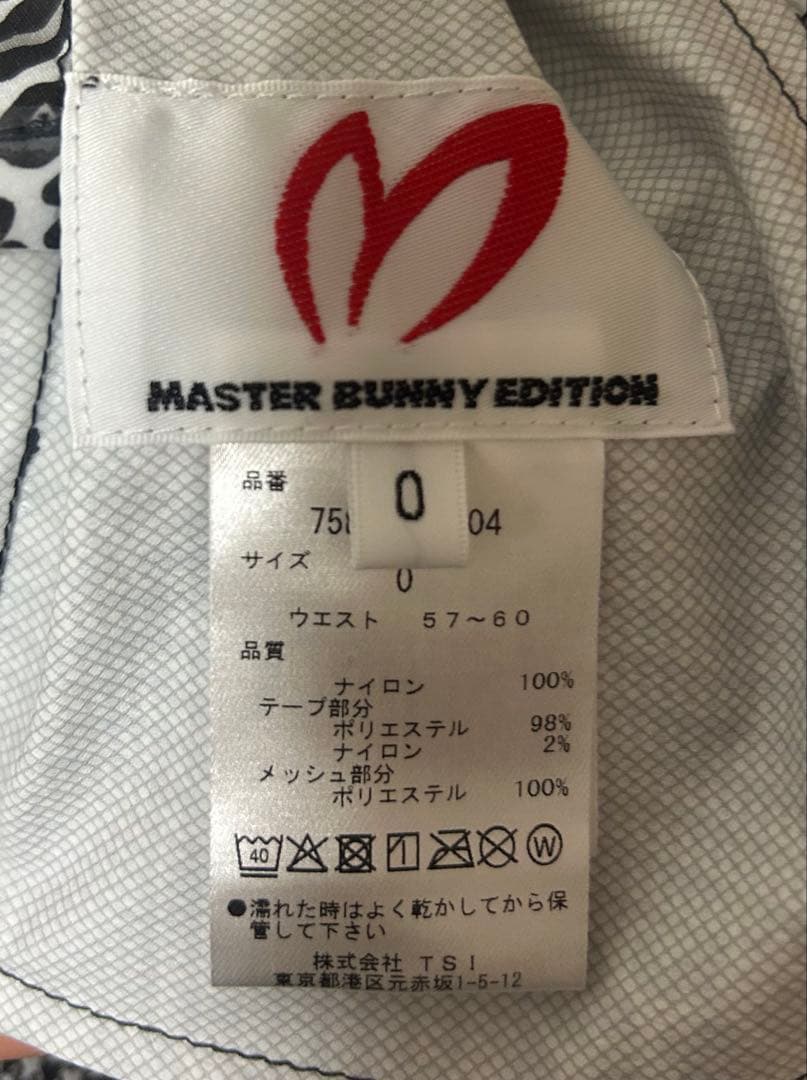 MASTER BUNNY EDITION
0
品番
04
サイズ
0
ウエスト 57～60
品質
ナイロン 100%
テープ部分
ポリエステル 98%
ナイロン 2%
メッシュ部分
ポリエステル 100%
40
W
●濡れた時はよく乾かしてから保
管して下さい
株式会社 TSI
東京都港区元赤坂1-5-12